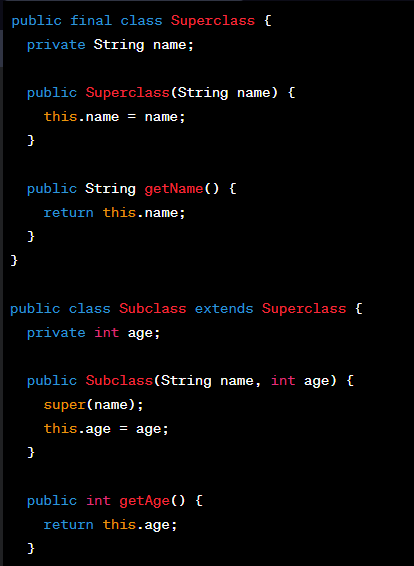 public final class Superclass {
  private String name;

  public Superclass(String name) {
    this.name = name;
  }

  public String getName() {
    return this.name;
  }
}

public class Subclass extends Superclass {
  private int age;

  public Subclass(String name, int age) {
    super(name);
    this.age = age;
  }

  public int getAge() {
    return this.age;
  }